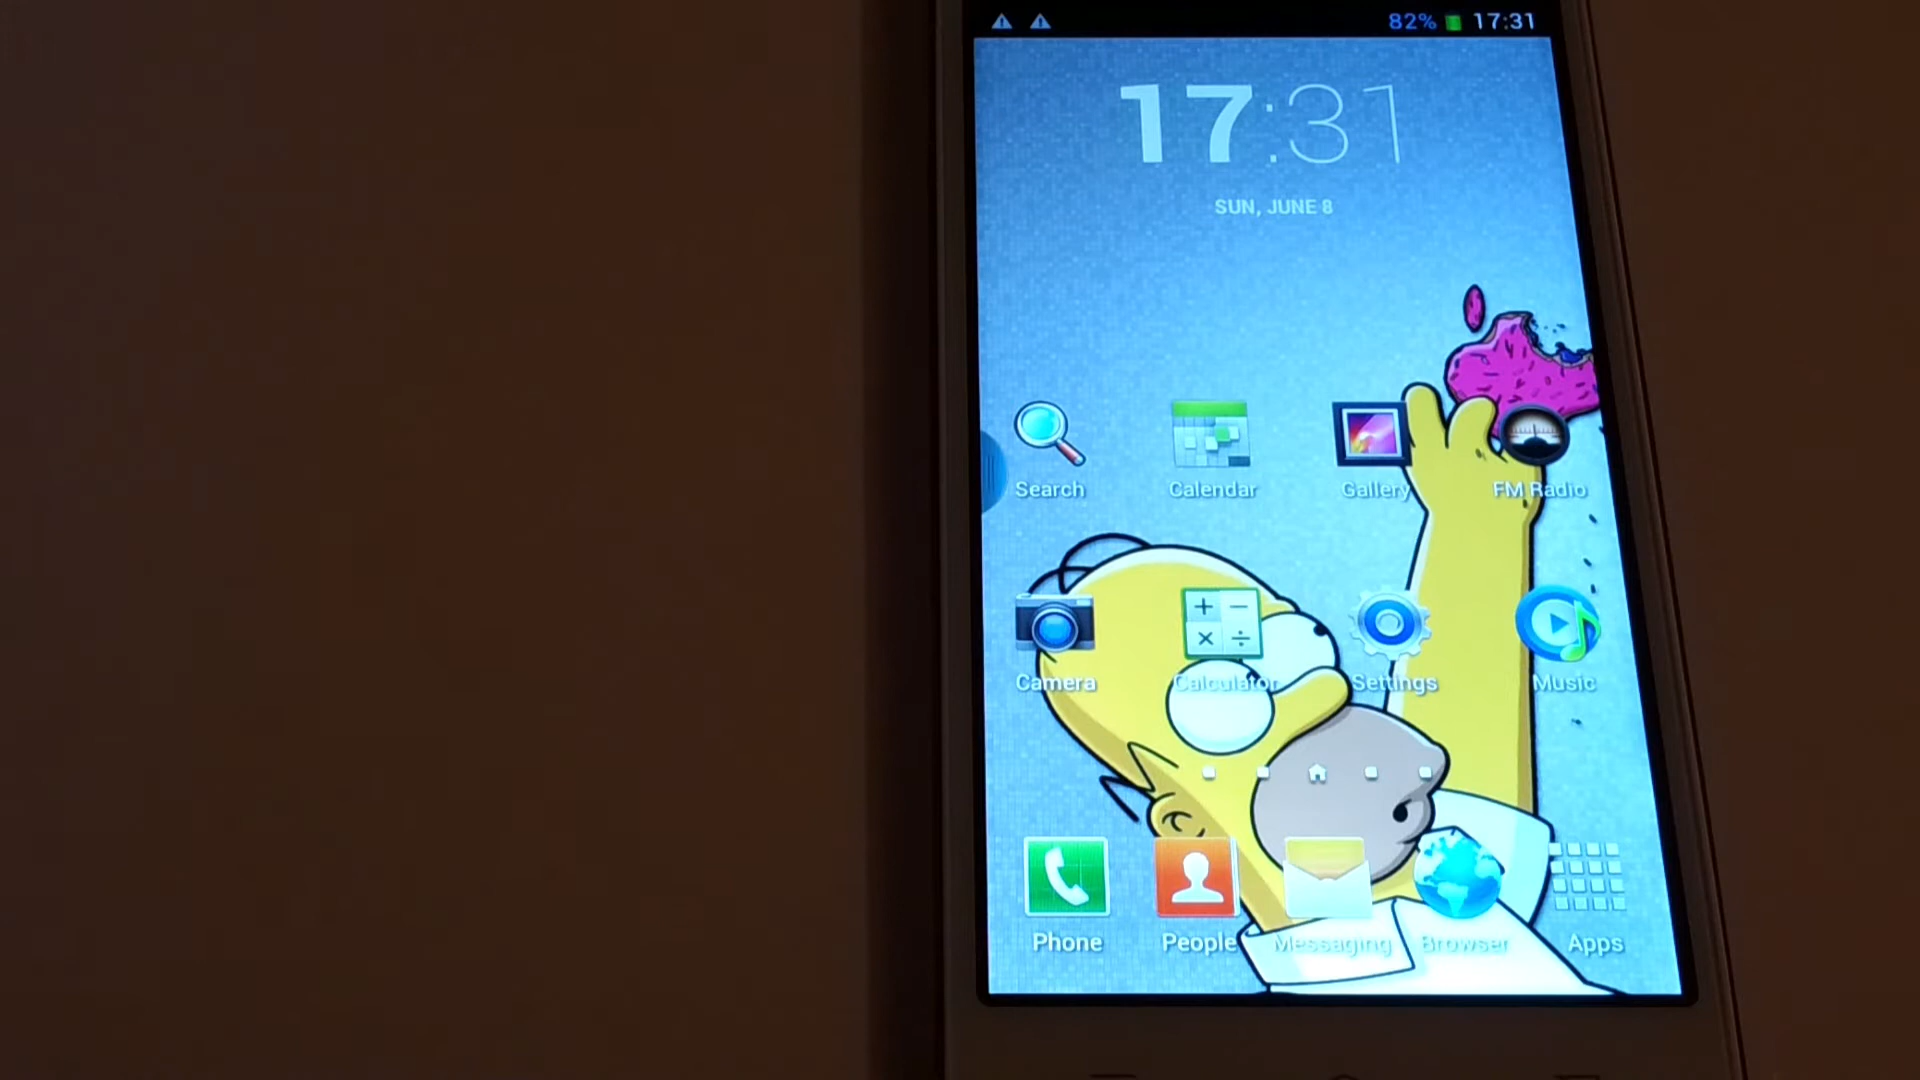 82% 17:31
17:31
SUN, JUNE 8
Search Calendar Gallery FM Radio
Camera Calculator Settings Music
Phone People Messaging Browser Apps